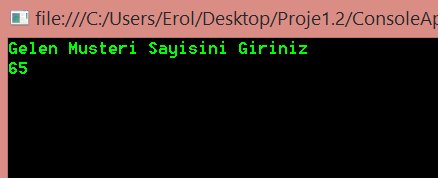 file:///C:/Users/Erol/Desktop/Proje1.2/ConsoleAp
Gelen Musteri Sayisini Giriniz
65